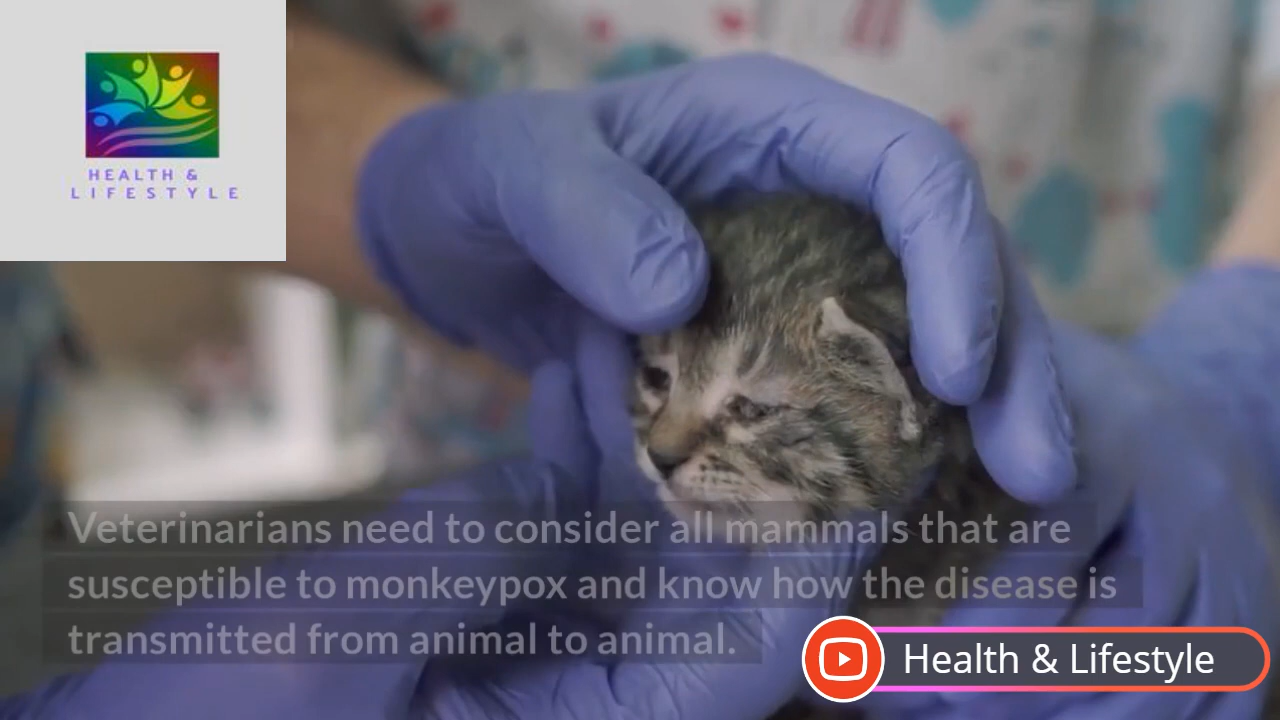 HEALTH &
LIFESTYLE
Veterinarians need to consider all mammals that are
susceptible to monkeypox and know how the disease is
transmitted from animal to animal.
Health & Lifestyle